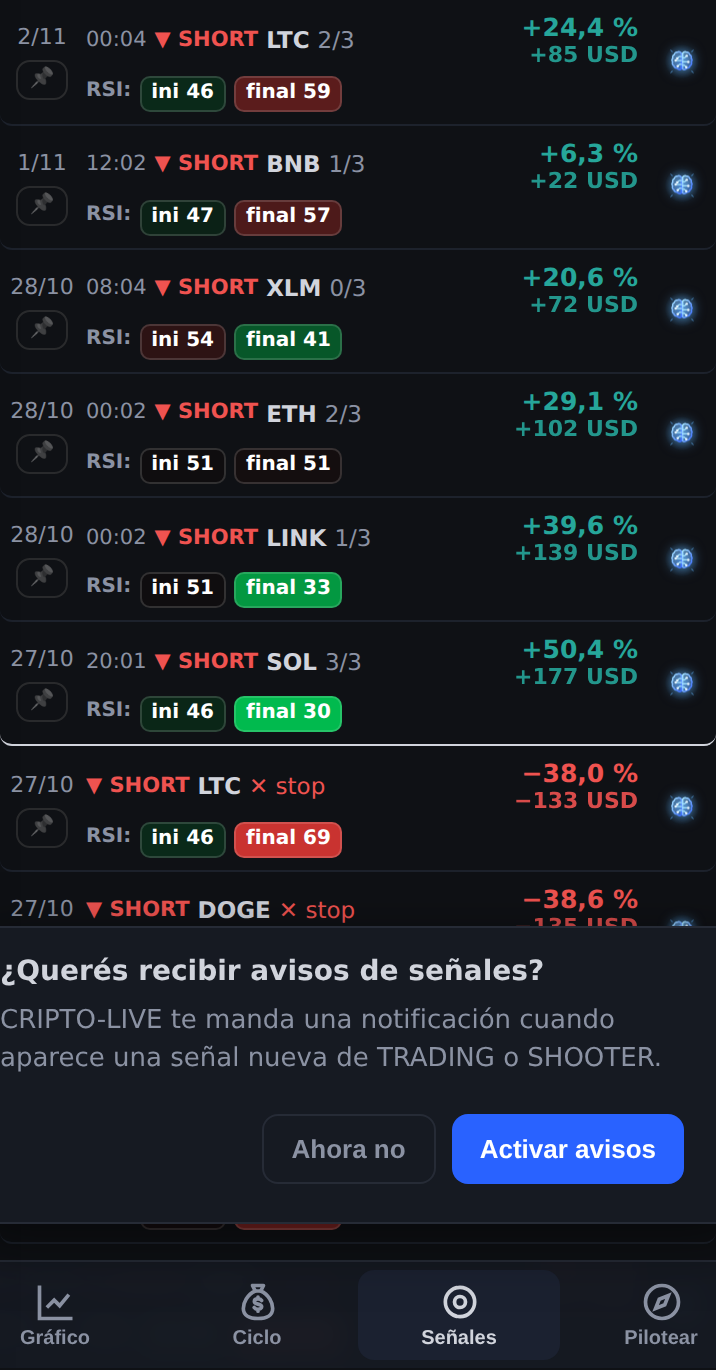 2/11 00:04 ▼ SHORT LTC 2/3 +24,4 %
+85 USD
RSI: ini 46 final 59
1/11 12:02 ▼ SHORT BNB 1/3 +6,3 %
+22 USD
RSI: ini 47 final 57
28/10 08:04 ▼ SHORT XLM 0/3 +20,6 %
+72 USD
RSI: ini 54 final 41
28/10 00:02 ▼ SHORT ETH 2/3 +29,1 %
+102 USD
RSI: ini 51 final 51
28/10 00:02 ▼ SHORT LINK 1/3 +39,6 %
+139 USD
RSI: ini 51 final 33
27/10 20:01 ▼ SHORT SOL 3/3 +50,4 %
+177 USD
RSI: ini 46 final 30
27/10 ▼ SHORT LTC ✕ stop −38,0 %
−133 USD
RSI: ini 46 final 69
27/10 ▼ SHORT DOGE ✕ stop −38,6 %
−135 USD
¿Querés recibir avisos de señales?
CRIPTO-LIVE te manda una notificación cuando
aparece una señal nueva de TRADING o SHOOTER.
Ahora no Activar avisos
Gráfico Ciclo Señales Pilotear